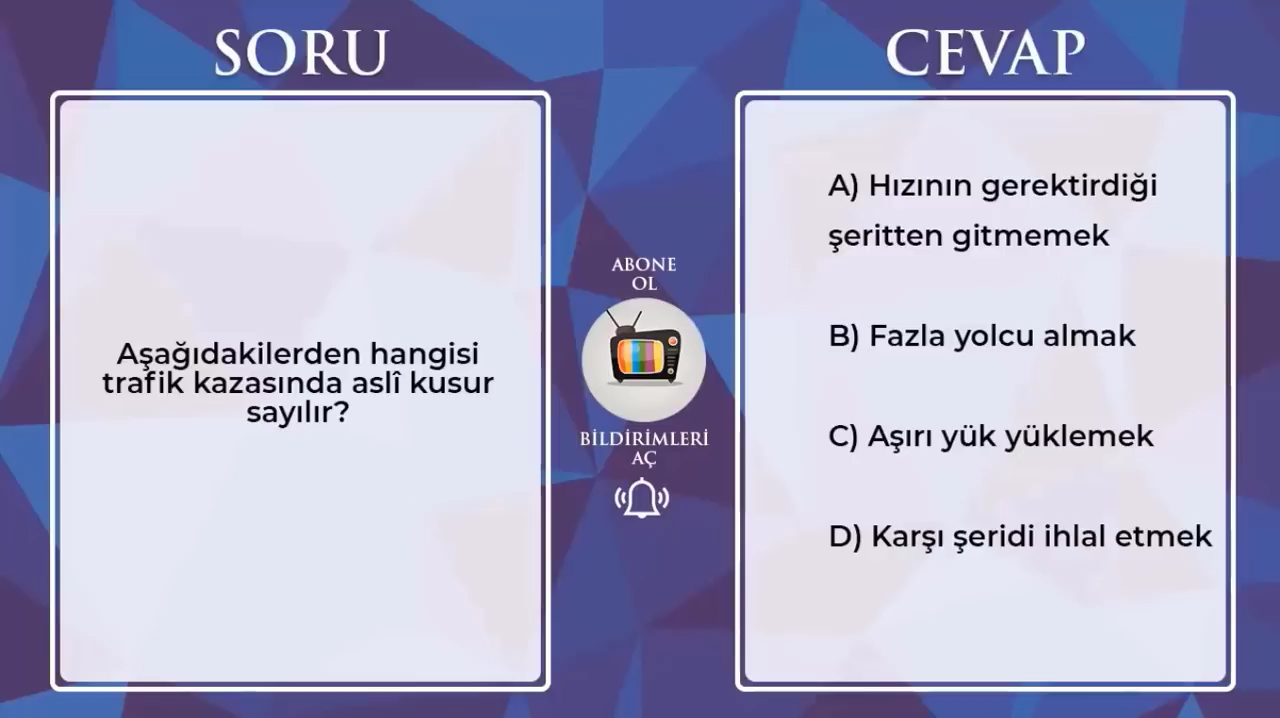 SORU
CEVAP
Aşağıdakilerden hangisi
trafik kazasında aslî kusur
sayılır?
ABONE
OL
BİLDİRİMLERİ
AÇ
A) Hızının gerektirdiği
şeritten gitmemek
B) Fazla yolcu almak
C) Aşırı yük yüklemek
D) Karşı şeridi ihlal etmek